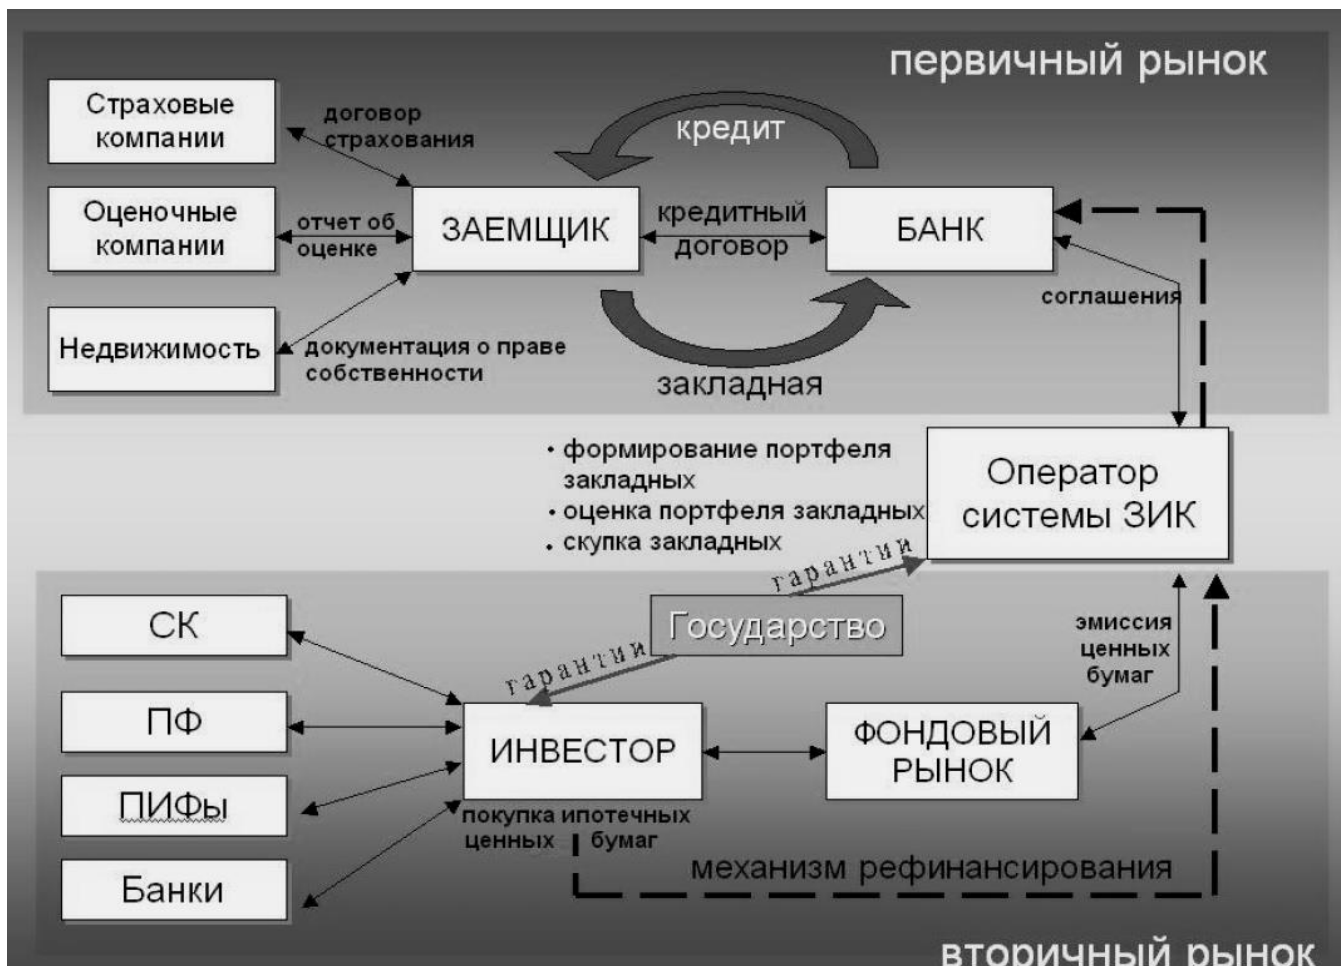 первичный рынок
Страховые
компании
договор
страхования
кредит
Оценочные
компании
отчет об
оценке
ЗАЕМЩИК
кредитный
договор
БАНК
соглашения
Недвижимость
документация о праве
собственности
закладная
• формирование портфеля
закладных
• оценка портфеля закладных
• скупка закладных
Оператор
системы ЗИК
гарантии
Государство
гарантии
СК
ПФ
ПИФы
Банки
ИНВЕСТОР
покупка ипотечных
ценных бумаг
ФОНДОВЫЙ
РЫНОК
эмиссия
ценных
бумаг
механизм рефинансирования
вторичный рынок